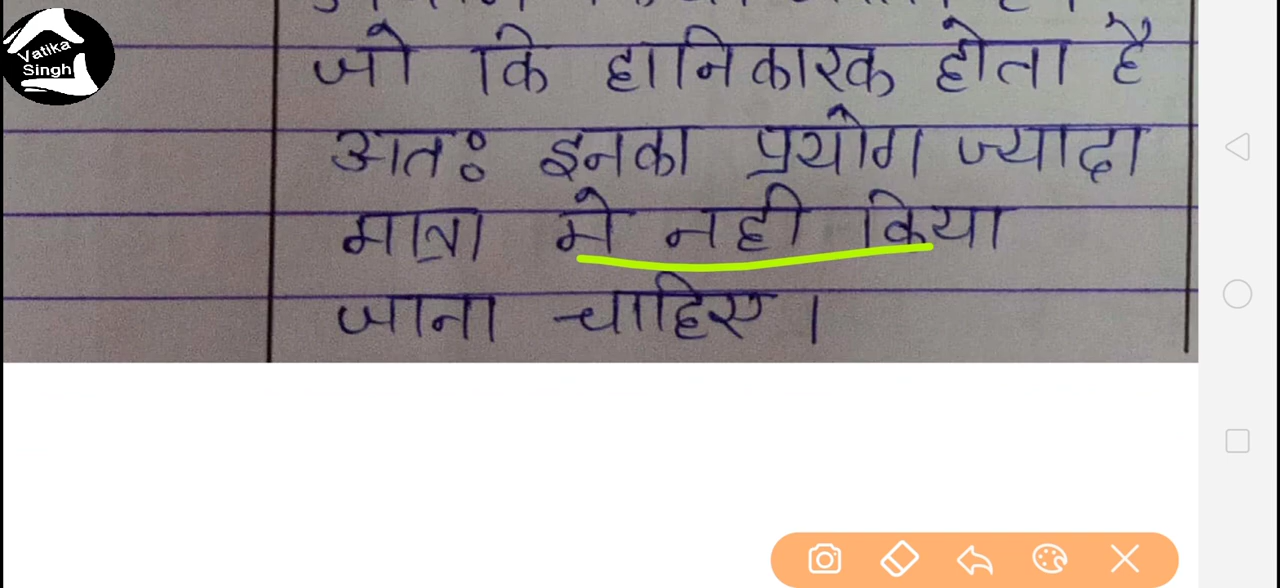 Vatika
Singh
जो कि हानिकारक होता है
अतः इनका प्रयोग ज्यादा
मात्रा मे नही किया
जाना चाहिए।